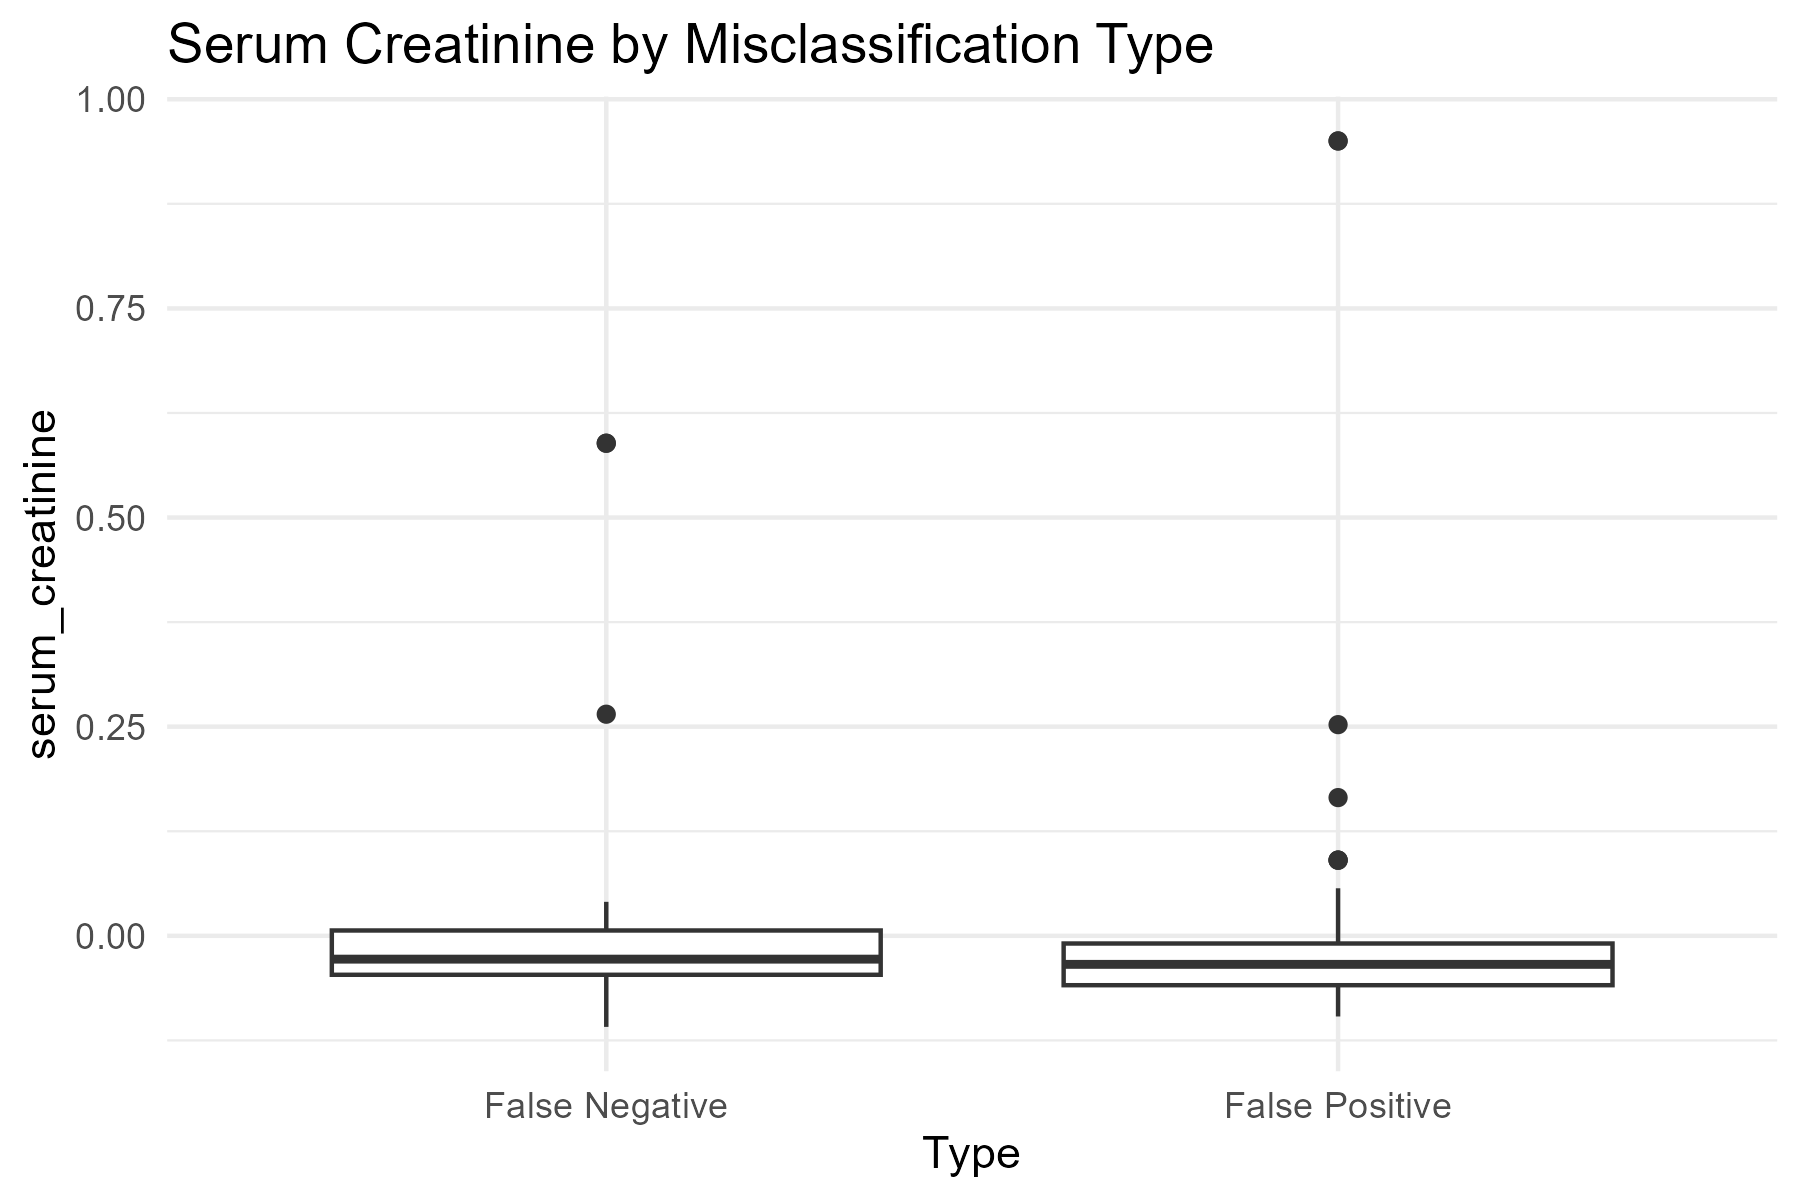 Serum Creatinine by Misclassification Type
1.00
0.75
0.50
0.25
0.00
serum_creatinine
False Negative
False Positive
Type